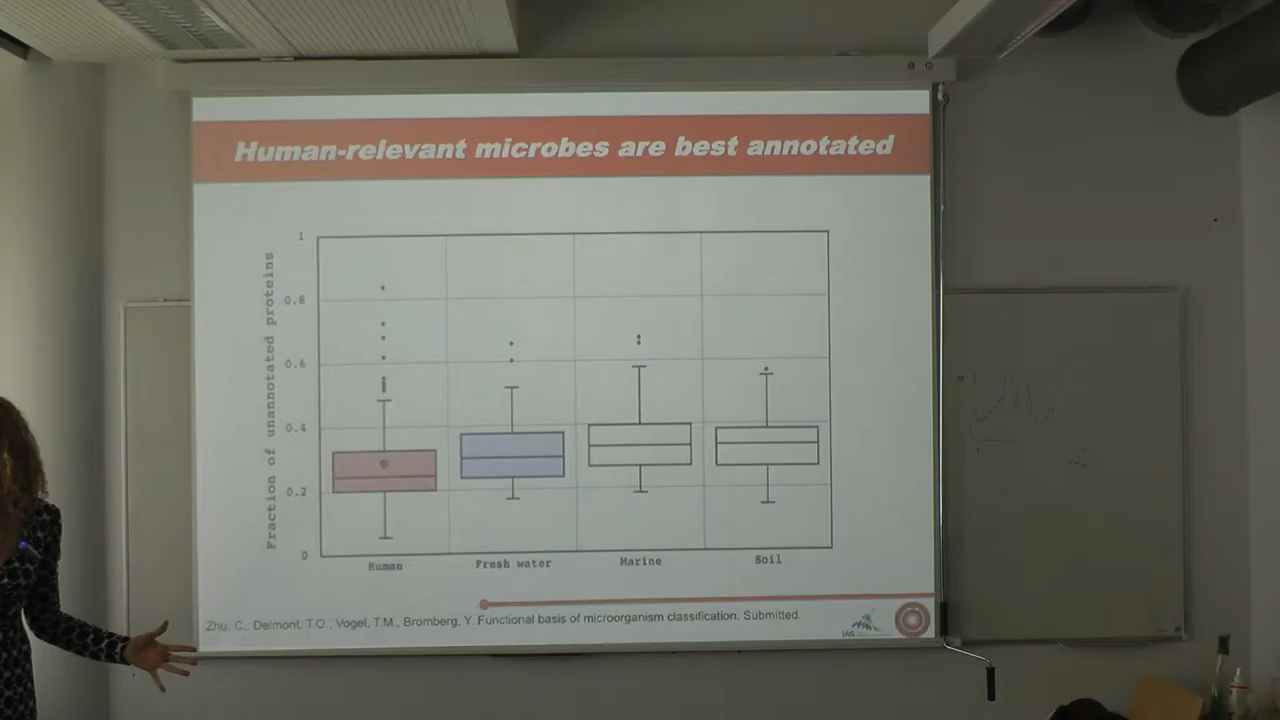 Human-relevant microbes are best annotated
Fraction of unannotated proteins
1
0.8
0.6
0.4
0.2
0
Human
Fresh water
Marine
Soil
Zhu, C., Delmont, T.O., Vogel, T.M., Bromberg, Y. Functional basis of microorganism classification. Submitted.
IAS